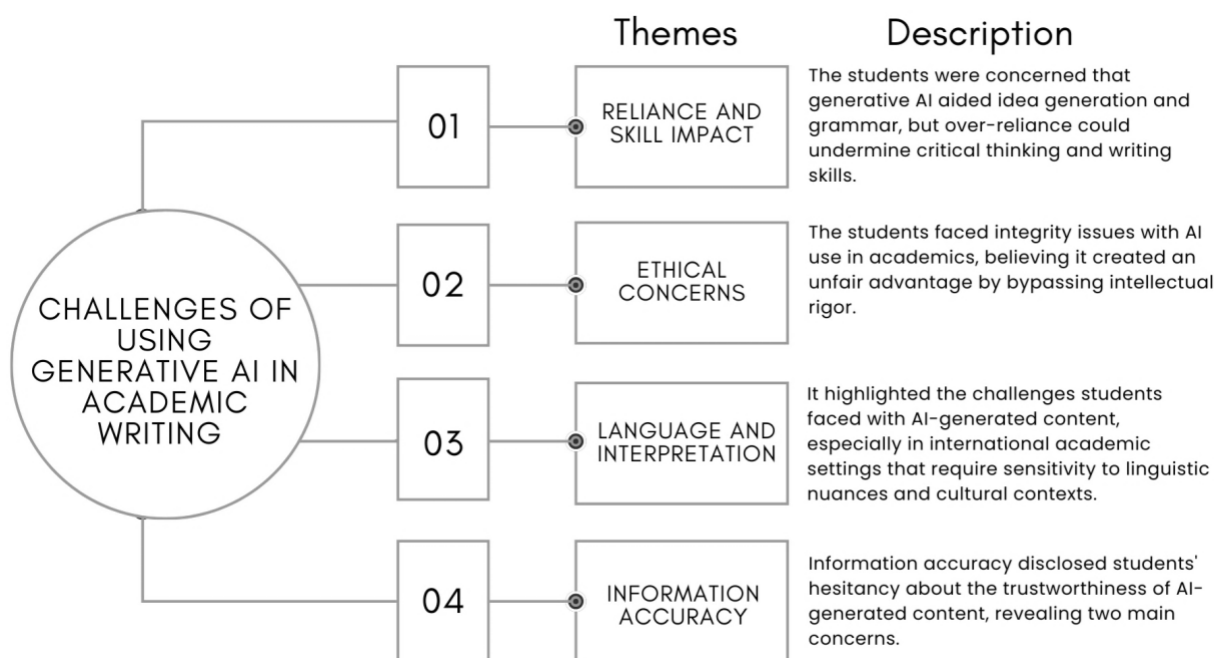 Themes
Description
CHALLENGES OF
USING
GENERATIVE AI IN
ACADEMIC
WRITING
01
RELIANCE AND
SKILL IMPACT
The students were concerned that
generative AI aided idea generation and
grammar, but over-reliance could
undermine critical thinking and writing
skills.
02
ETHICAL
CONCERNS
The students faced integrity issues with AI
use in academics, believing it created an
unfair advantage by bypassing intellectual
rigor.
03
LANGUAGE AND
INTERPRETATION
It highlighted the challenges students
faced with AI-generated content,
especially in international academic
settings that require sensitivity to linguistic
nuances and cultural contexts.
04
INFORMATION
ACCURACY
Information accuracy disclosed students'
hesitancy about the trustworthiness of AI-
generated content, revealing two main
concerns.